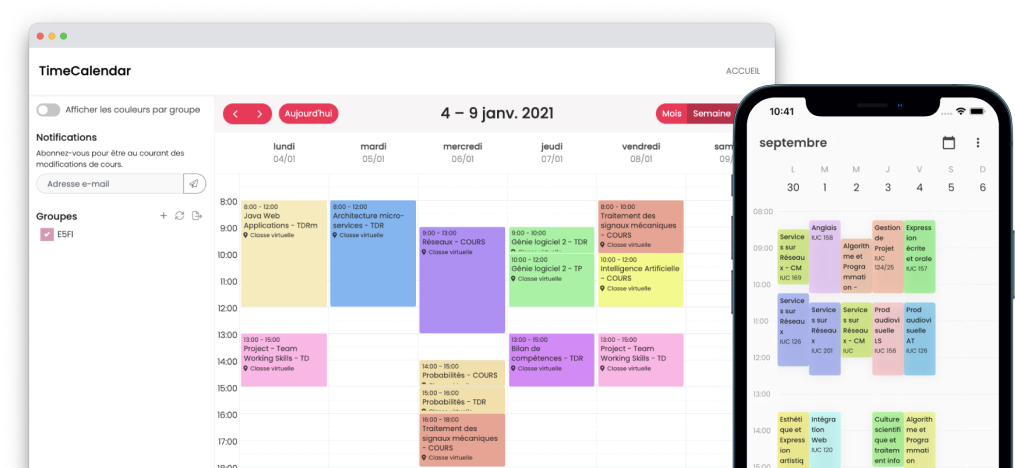 TimeCalendar
ACCUEIL
Afficher les couleurs par groupe
Notifications
Abonnez-vous pour être au courant des
modifications de cours.
Adresse e-mail
Groupes
E5FI
Aujourd'hui
4 – 9 janv. 2021
Mois
Semaine
lundi
04/01
mardi
05/01
mercredi
06/01
jeudi
07/01
vendredi
08/01
8:00
9:00
10:00
11:00
12:00
13:00
14:00
15:00
16:00
17:00
18:00
8:00 - 12:00
Java Web
Applications - TDRm
Classe virtuelle
13:00 - 15:00
Project - Team
Working Skills - TD
Classe virtuelle
8:00 - 12:00
Architecture micro-
services - TDR
Classe virtuelle
9:00 - 13:00
Réseaux - COURS
Classe virtuelle
14:00 - 15:00
Probabilités - COURS
15:00 - 16:00
Probabilités - TDR
16:00 - 18:00
Traitement des
signaux mécaniques
- COURS
Classe virtuelle
9:00 - 10:00
Génie logiciel 2 - TDR
10:00 - 12:00
Génie logiciel 2 - TP
Classe virtuelle
13:00 - 15:00
Bilan de
compétences - TDR
Classe virtuelle
8:00 - 10:00
Traitement des
signaux mécaniques
- COURS
Classe virtuelle
10:00 - 12:00
Intelligence Artificielle
- COURS
Classe virtuelle
13:00 - 15:00
Project - Team
Working Skills - TD
Classe virtuelle
10:41
septembre
L M M J V S D
30 1 2 3 4 5 6
08:00
09:00
10:00
11:00
12:00
13:00
14:00
15:00
Service
s sur
Réseau
x - CM
IUC 169
Service
s sur
Réseau
x
IUC 126
Esthéti
que et
Express
ion
artistiq
Anglais
IUC 158
Service
s sur
Réseau
x
IUC 201
Intégra
tion
Web
IUC 120
Algorith
me et
Progra
mmati
on -
Service
s sur
Réseau
x - CM
IUC
Gestion
de
Projet
IUC
124/25
Prod
audiovi
suelle
LS
IUC 156
Culture
scientifi
que et
traitem
ent info
Express
ion
écrite
et orale
IUC 157
Prod
audiovi
suelle
AT
IUC 126
Algorith
me et
Progra
mmati
on